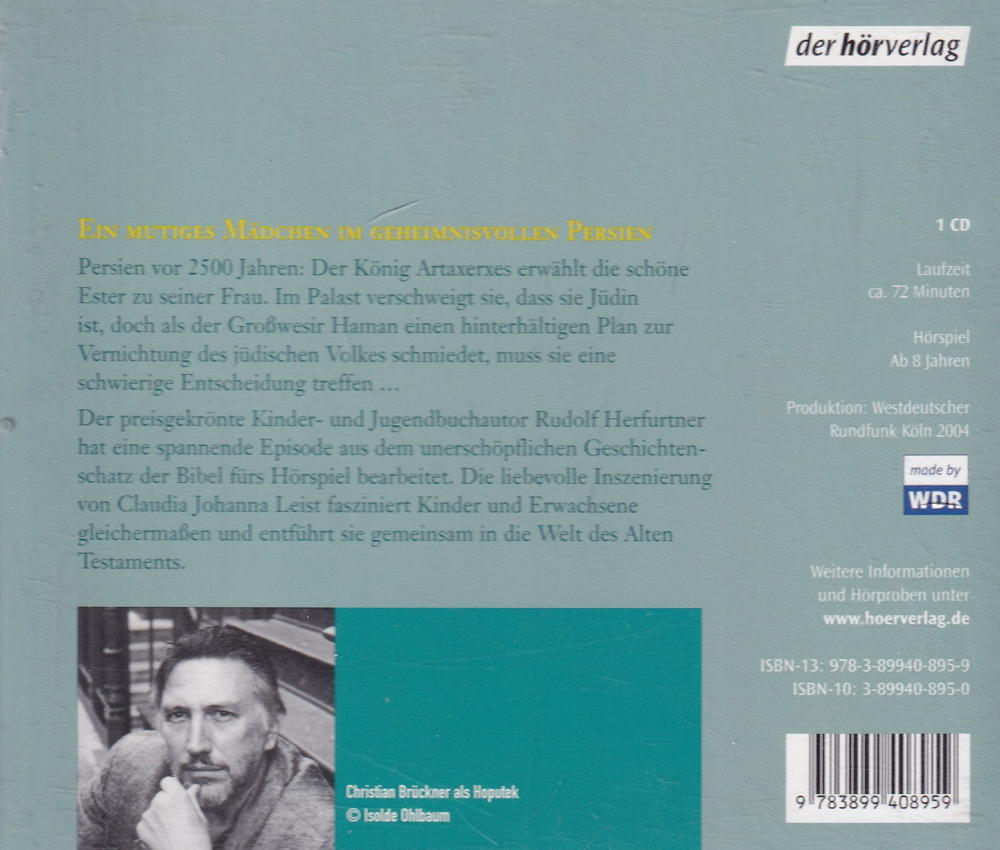 der hörverlag
Ein mutiges Mädchen im geheimnisvollen Persien
Persien vor 2500 Jahren: Der König Artaxerxes erwählt die schöne
Ester zu seiner Frau. Im Palast verschweigt sie, dass sie Jüdin
ist, doch als der Großwesir Haman einen hinterhältigen Plan zur
Vernichtung des jüdischen Volkes schmiedet, muss sie eine
schwierige Entscheidung treffen ...
Der preisgekrönte Kinder- und Jugendbuchautor Rudolf Herfurtner
hat eine spannende Episode aus dem unerschöpflichen Geschichten-
schatz der Bibel fürs Hörspiel bearbeitet. Die liebevolle Inszenierung
von Claudia Johanna Leist fasziniert Kinder und Erwachsene
gleichermaßen und entführt sie gemeinsam in die Welt des Alten
Testaments.
1 CD
Laufzeit
ca. 72 Minuten
Hörspiel
Ab 8 Jahren
Produktion: Westdeutscher
Rundfunk Köln 2004
made by
WDR
Weitere Informationen
und Hörproben unter
www.hoerverlag.de
ISBN-13: 978-3-89940-895-9
ISBN-10: 3-89940-895-0
9 783899 408959
Christian Brückner als Hoputek
© Isolde Ohlbaum